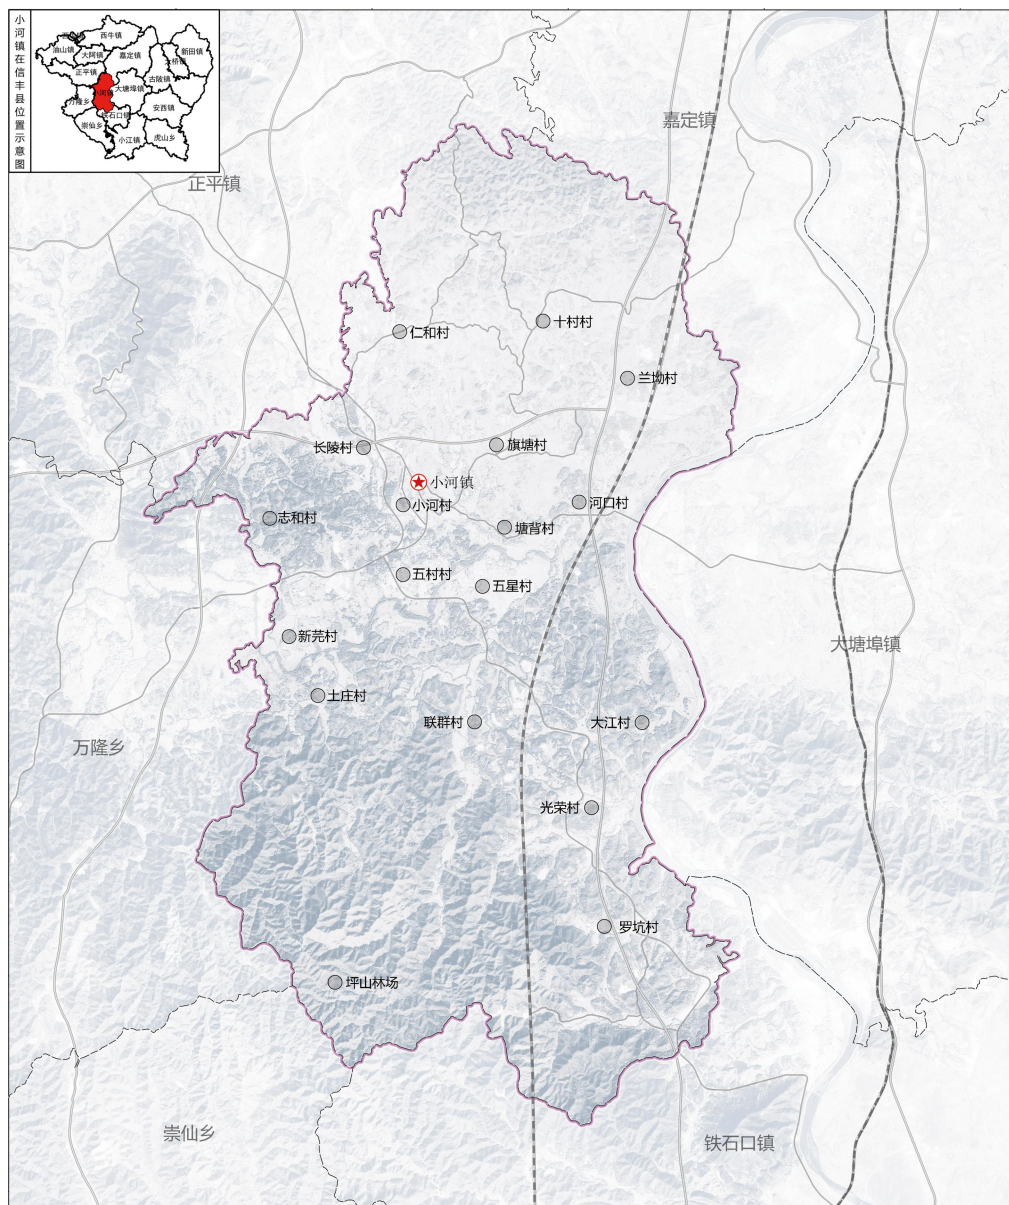 小河镇在信丰县位置示意图
西牛镇
油山镇
大阿镇
嘉定镇
新田镇
大桥镇
正平镇
古陂镇
大塘埠镇
小河镇
万隆乡
安西镇
铁石口镇
崇仙乡
小江镇
虎山乡
嘉定镇
正平镇
仁和村
十村村
兰坳村
长陵村
旗塘村
小河镇
小河村
河口村
志和村
塘背村
五村村
五星村
新芫村
大塘埠镇
土庄村
联群村
大江村
万隆乡
光荣村
罗坑村
坪山林场
崇仙乡
铁石口镇